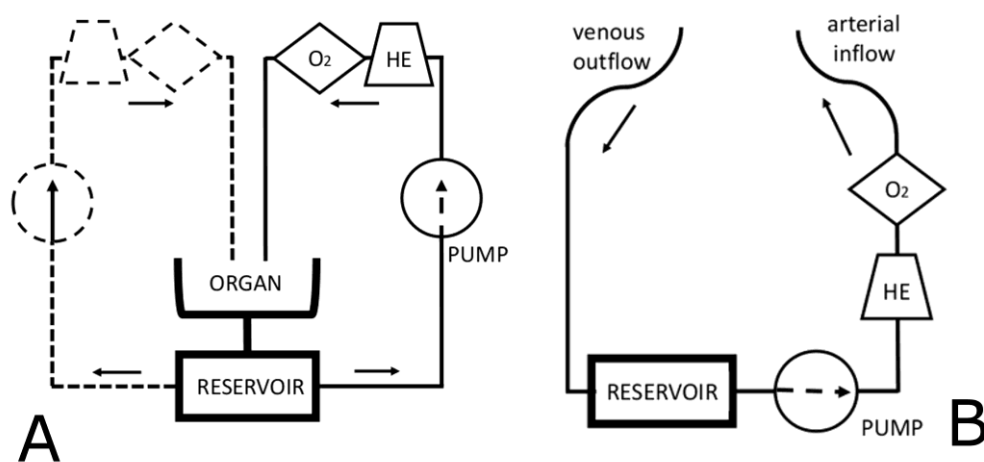 O₂
HE
PUMP
ORGAN
RESERVOIR
A
venous
outflow
arterial
inflow
O₂
HE
RESERVOIR
PUMP
B